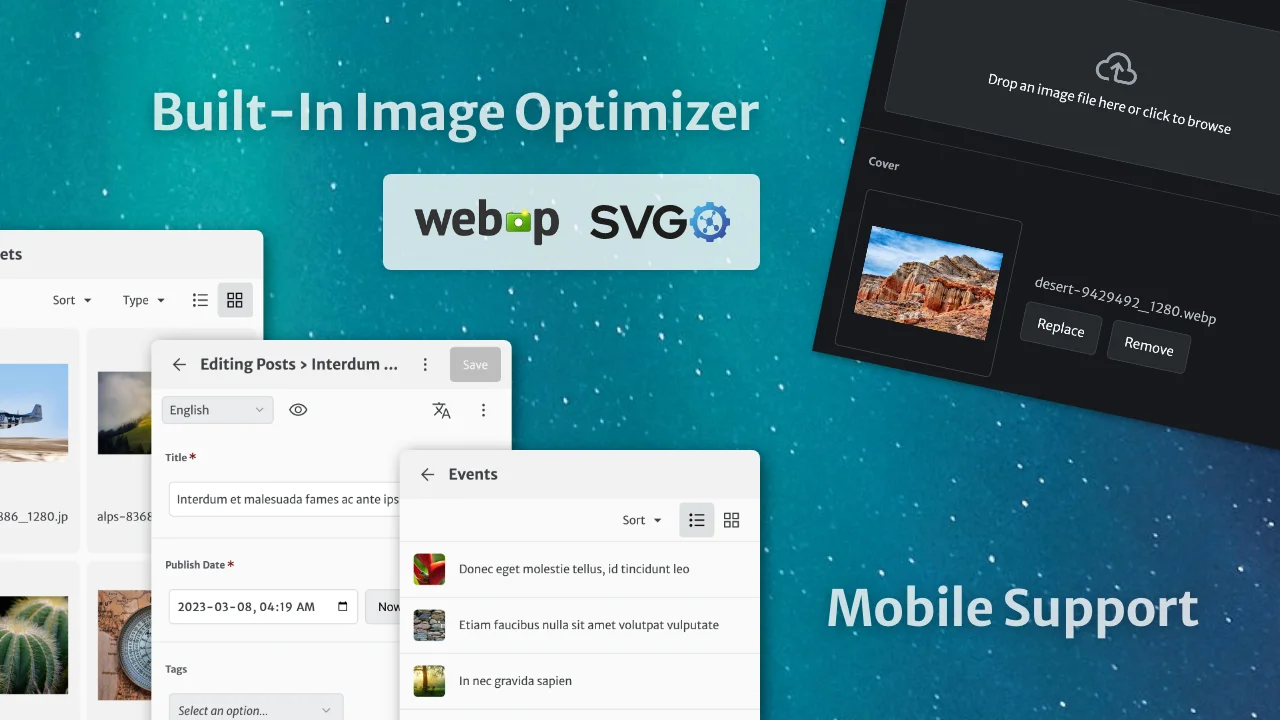 Built-In Image Optimizer
webp SVGO
Drop an image file here or click to browse
Cover
desert-9429492_1280.webp
Replace
Remove
ets
Sort
Type
386_1280.jp
alps-8368
Editing Posts > Interdum ...
Save
English
Title *
Interdum et malesuada fames ac ante ips
Publish Date *
2023-03-08, 04:19 AM
Now
Tags
Select an option...
Events
Sort
Donec eget molestie tellus, id tincidunt leo
Etiam faucibus nulla sit amet volutpat vulputate
In nec gravida sapien
Mobile Support